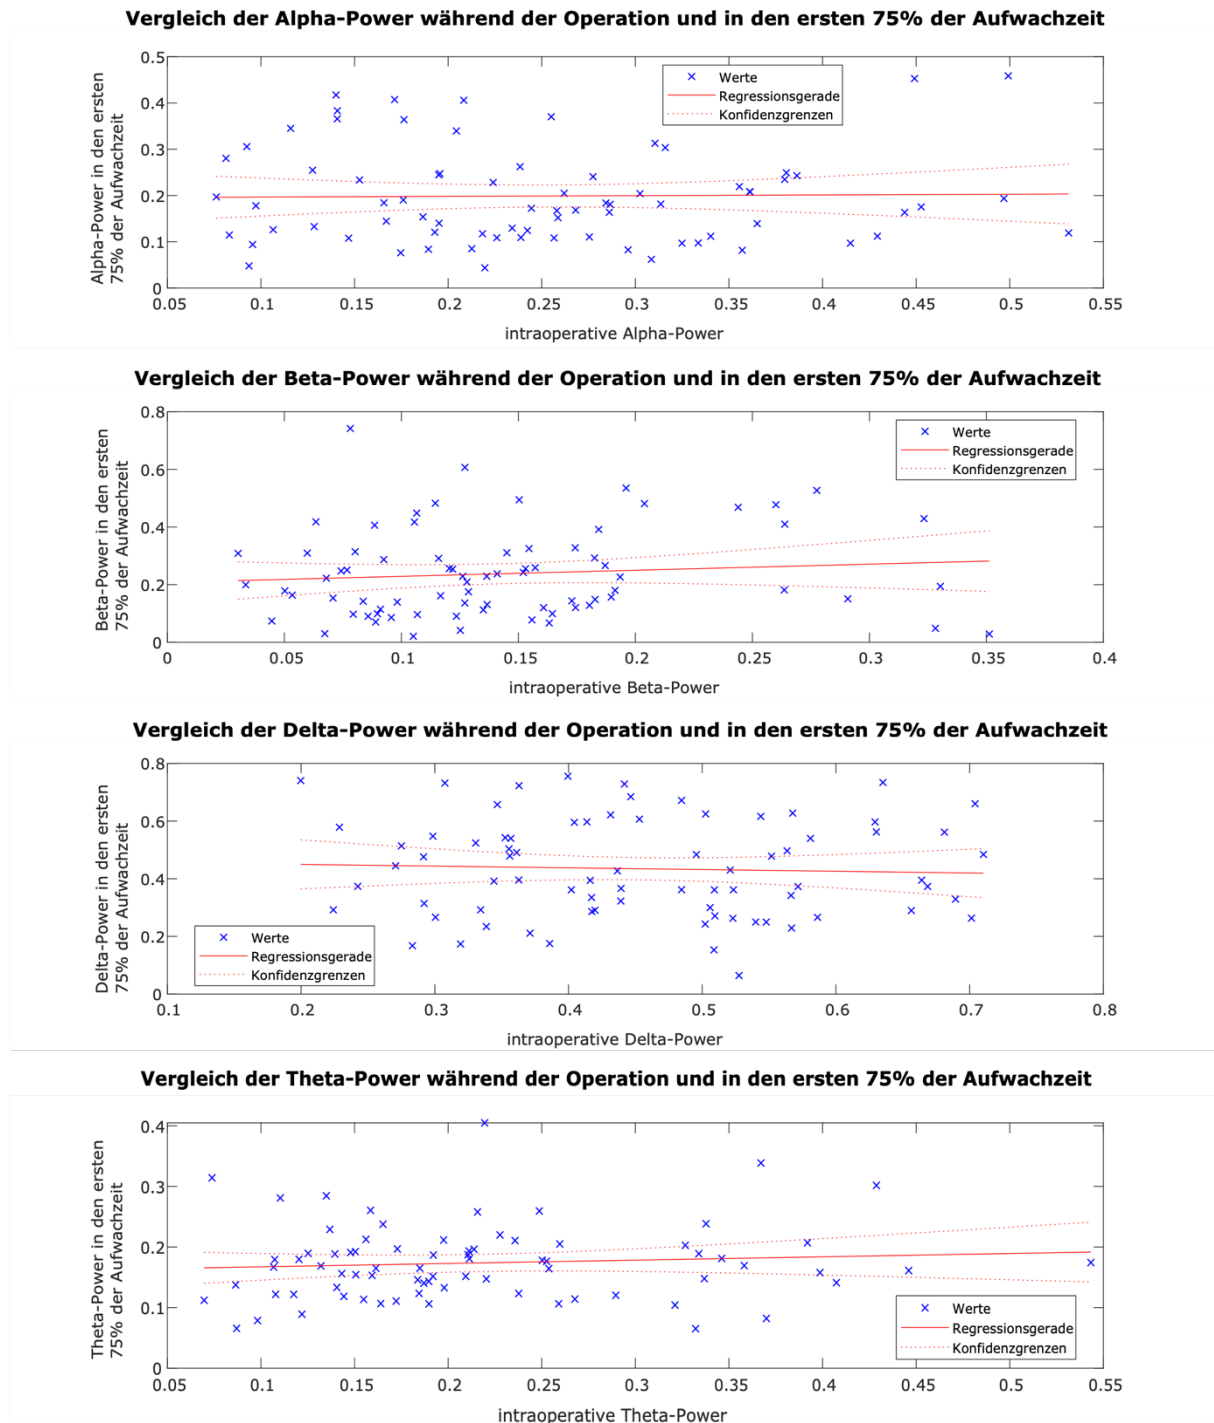 Vergleich der Alpha-Power während der Operation und in den ersten 75% der Aufwachzeit
Alpha-Power in den ersten
75% der Aufwachzeit
0.5
0.4
0.3
0.2
0.1
0
Werte
Regressionsgerade
Konfidenzgrenzen
0.05 0.1 0.15 0.2 0.25 0.3 0.35 0.4 0.45 0.5 0.55
intraoperative Alpha-Power
Vergleich der Beta-Power während der Operation und in den ersten 75% der Aufwachzeit
Beta-Power in den ersten
75% der Aufwachzeit
0.8
0.6
0.4
0.2
0
Werte
Regressionsgerade
Konfidenzgrenzen
0 0.05 0.1 0.15 0.2 0.25 0.3 0.35 0.4
intraoperative Beta-Power
Vergleich der Delta-Power während der Operation und in den ersten 75% der Aufwachzeit
Delta-Power in den ersten
75% der Aufwachzeit
0.8
0.6
0.4
0.2
0
Werte
Regressionsgerade
Konfidenzgrenzen
0.1 0.2 0.3 0.4 0.5 0.6 0.7 0.8
intraoperative Delta-Power
Vergleich der Theta-Power während der Operation und in den ersten 75% der Aufwachzeit
Theta-Power in den ersten
75% der Aufwachzeit
0.4
0.3
0.2
0.1
0
Werte
Regressionsgerade
Konfidenzgrenzen
0.05 0.1 0.15 0.2 0.25 0.3 0.35 0.4 0.45 0.5 0.55
intraoperative Theta-Power